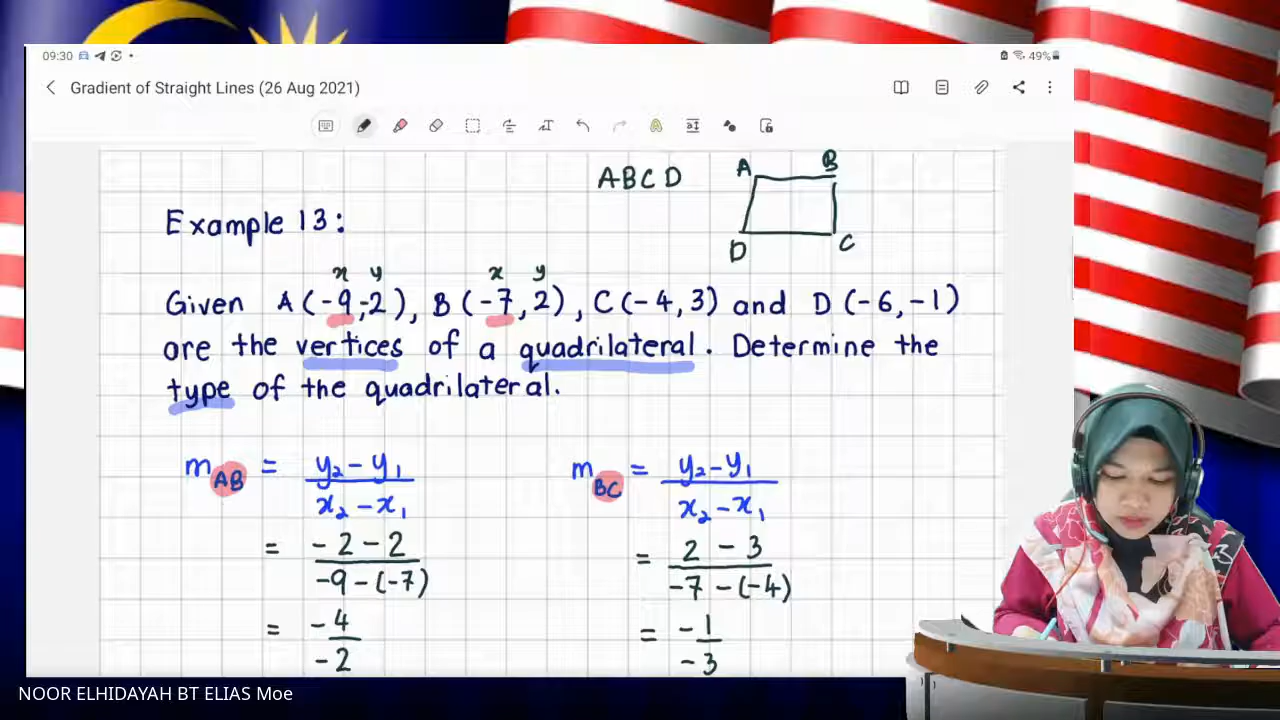 09:30
49%
Gradient of Straight Lines (26 Aug 2021)
A B C D
A B
D C
Example 13:
x y x y
Given A(-9,-2), B(-7,2), C(-4,3) and D(-6,-1)
are the vertices of a quadrilateral. Determine the
type of the quadrilateral.
m AB = y₂ - y₁ / x₂ - x₁
= -2 - 2 / -9 - (-7)
= -4 / -2
m BC = y₂ - y₁ / x₂ - x₁
= 2 - 3 / -7 - (-4)
= -1 / -3
NOOR ELHIDAYAH BT ELIAS Moe